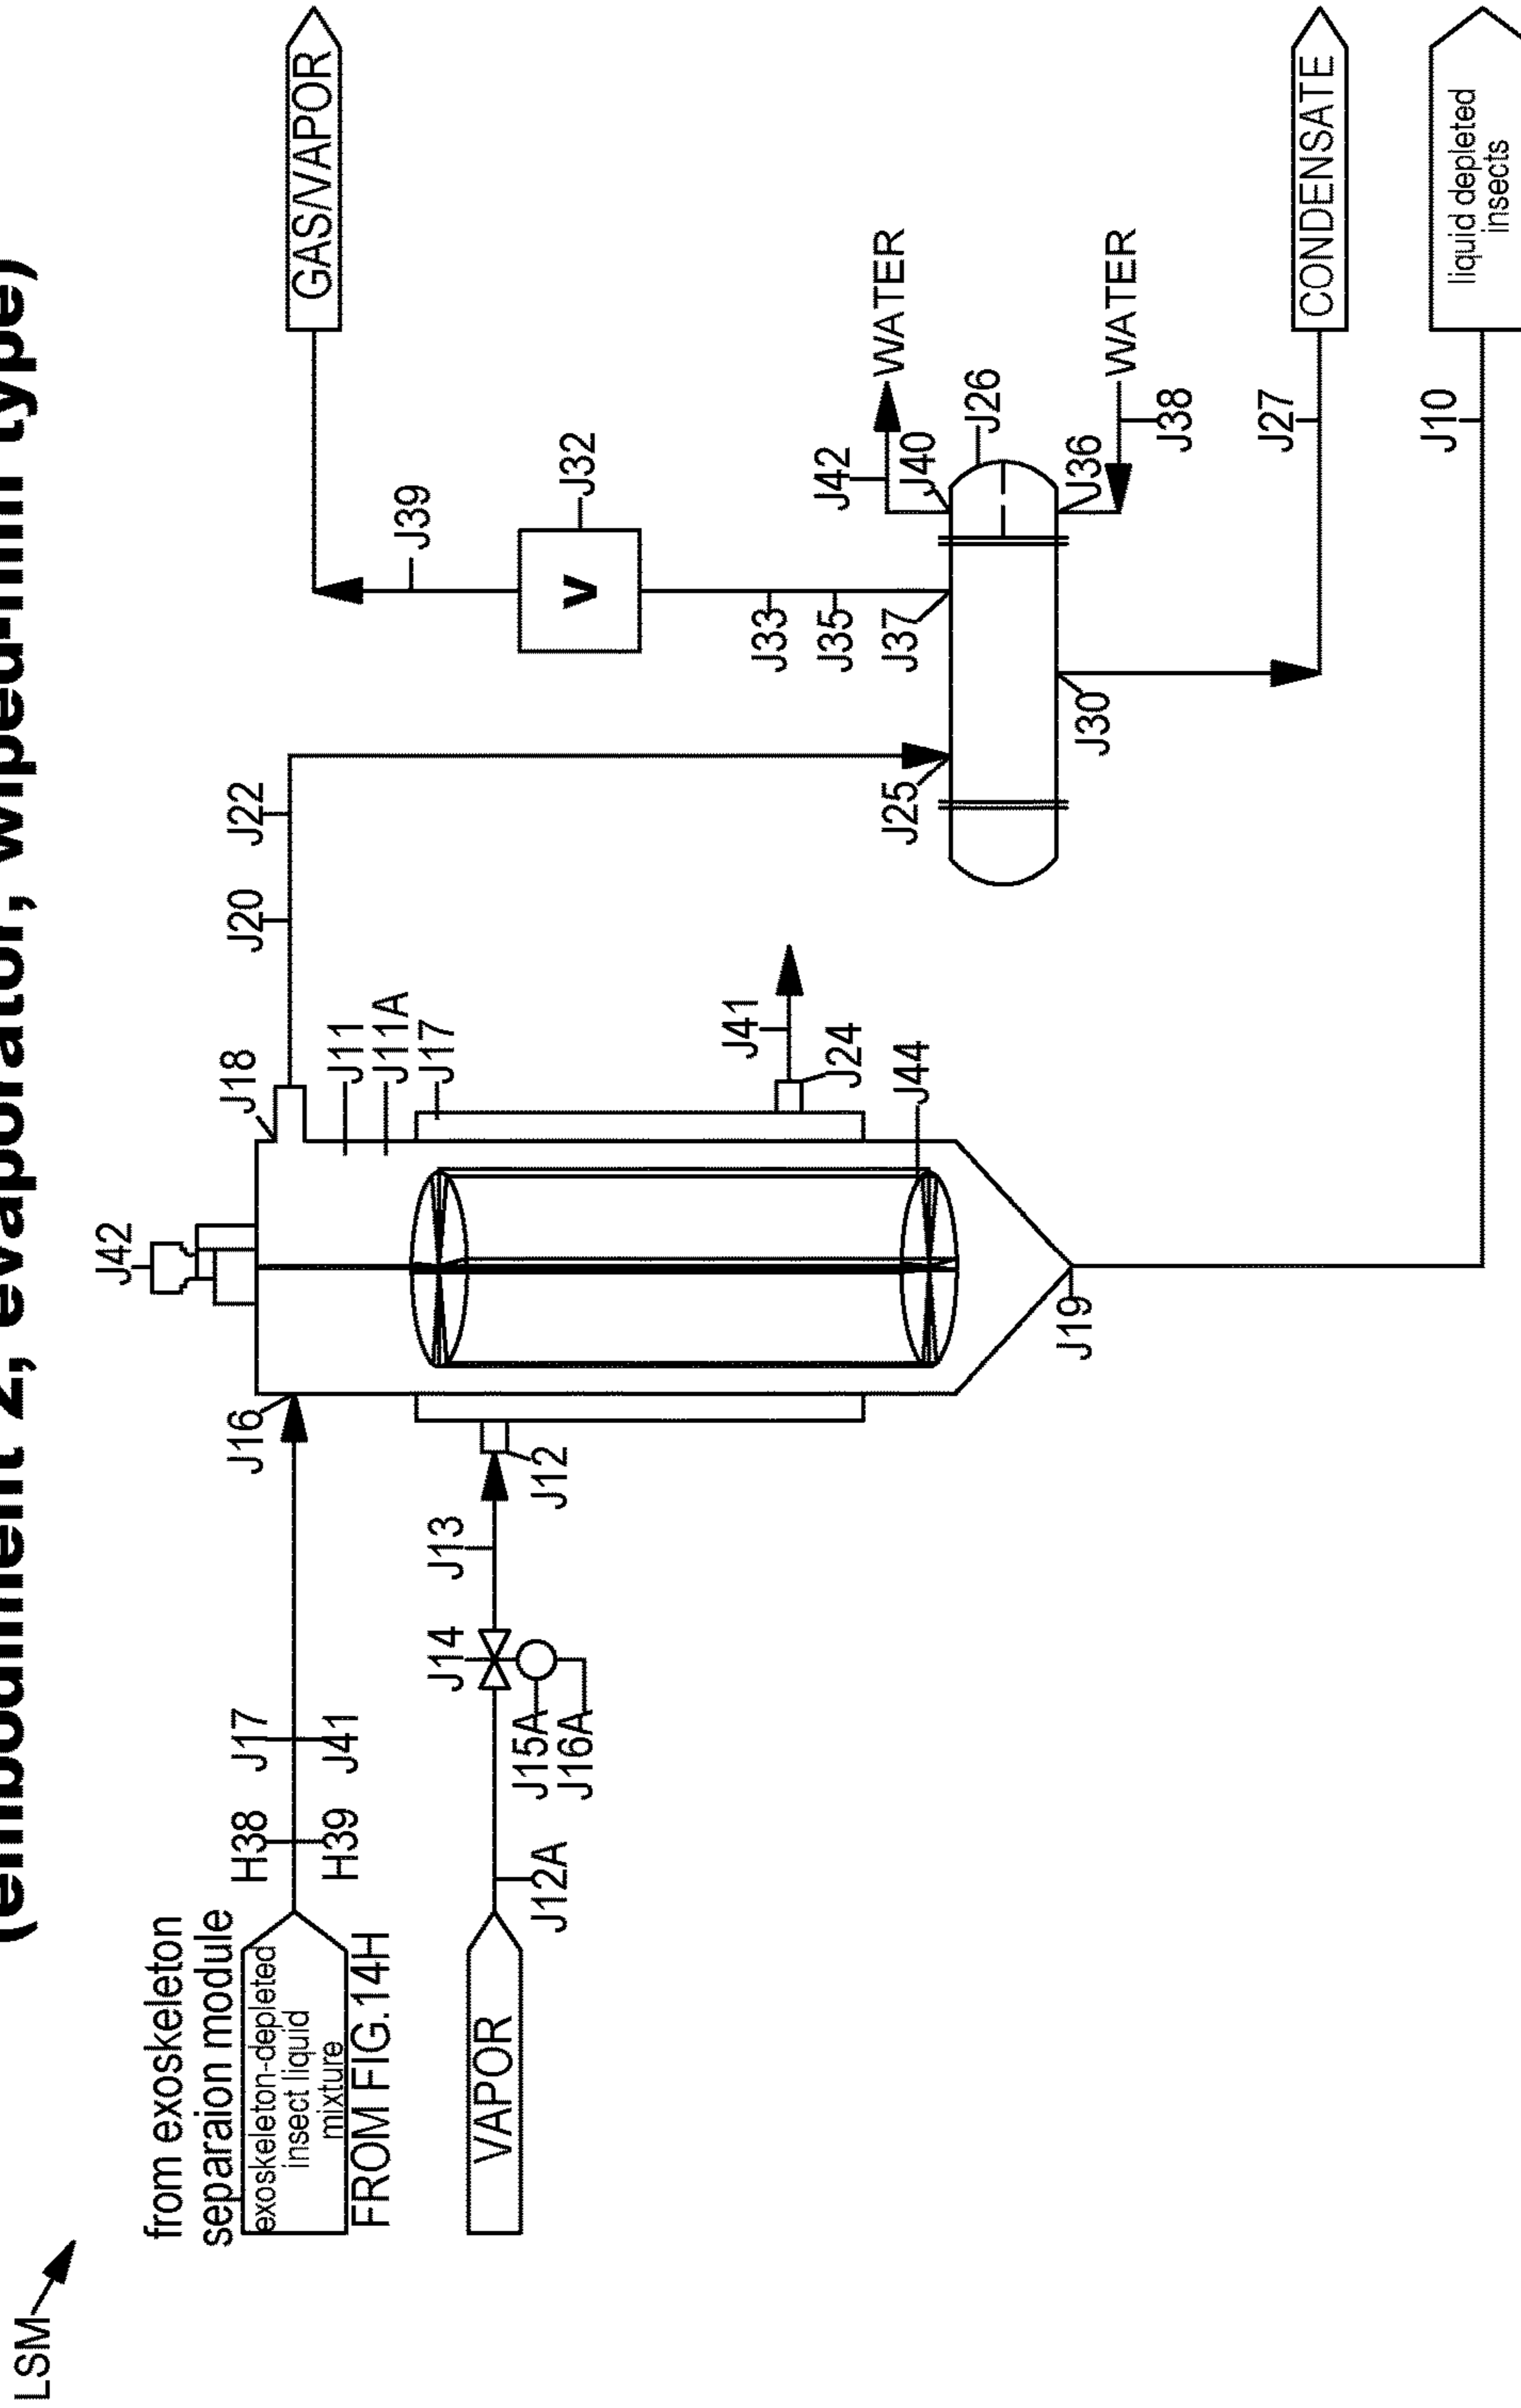 (embodiment 2, evaporator, wiped-film type)
LSM
from exoskeleton
separaion module
exoskeleton-depleted
insect liquid
mixture
FROM FIG.14H
H38
H39
J17
J41
J16
VAPOR
J12A
J14
J15A
J16A
J13
J12
J42
J18
J11
J11A
J17
J41
J24
J44
J19
J20
J22
J25
J30
J33
J35
J37
V
J32
J39
GAS/VAPOR
J42
J40
WATER
J26
J36
WATER
J38
J27
CONDENSATE
J10
liquid depleted
insects